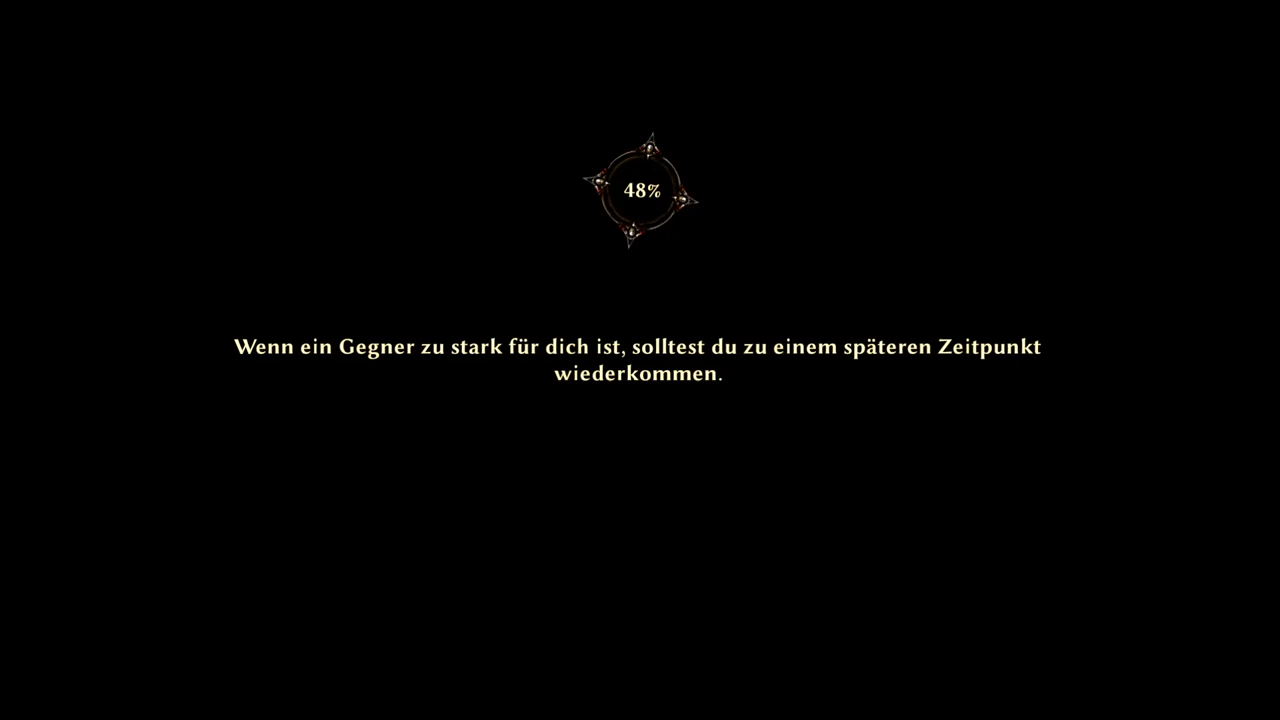 48%
Wenn ein Gegner zu stark für dich ist, solltest du zu einem späteren Zeitpunkt
wiederkommen.